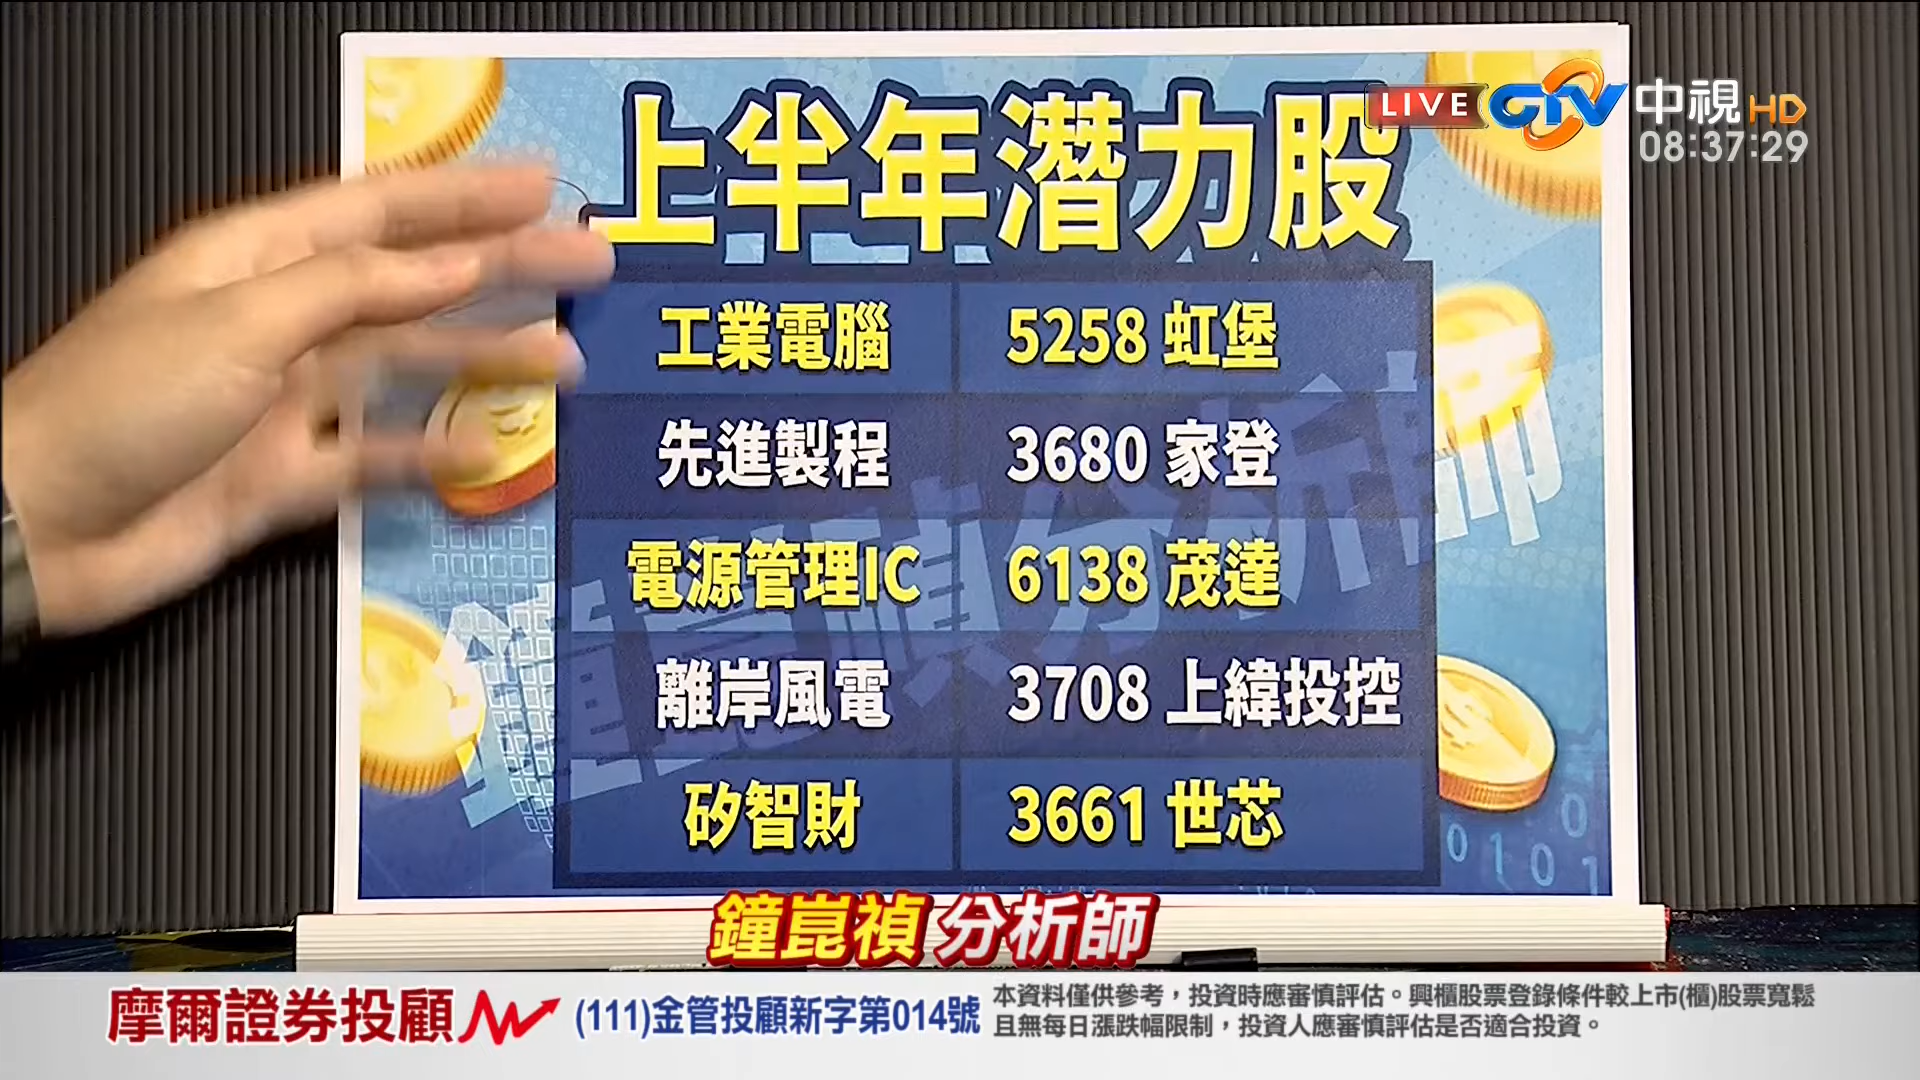 LIVE CTV 中視 HD
08:37:29
上半年潛力股
工業電腦 5258 虹堡
先進製程 3680 家登
電源管理IC 6138 茂達
離岸風電 3708 上緯投控
矽智財 3661 世芯
鐘崑禎 分析師
摩爾證券投顧 (111)金管投顧新字第014號
本資料僅供參考，投資時應審慎評估。興櫃股票登錄條件較上市(櫃)股票寬鬆
且無每日漲跌幅限制，投資人應審慎評估是否適合投資。